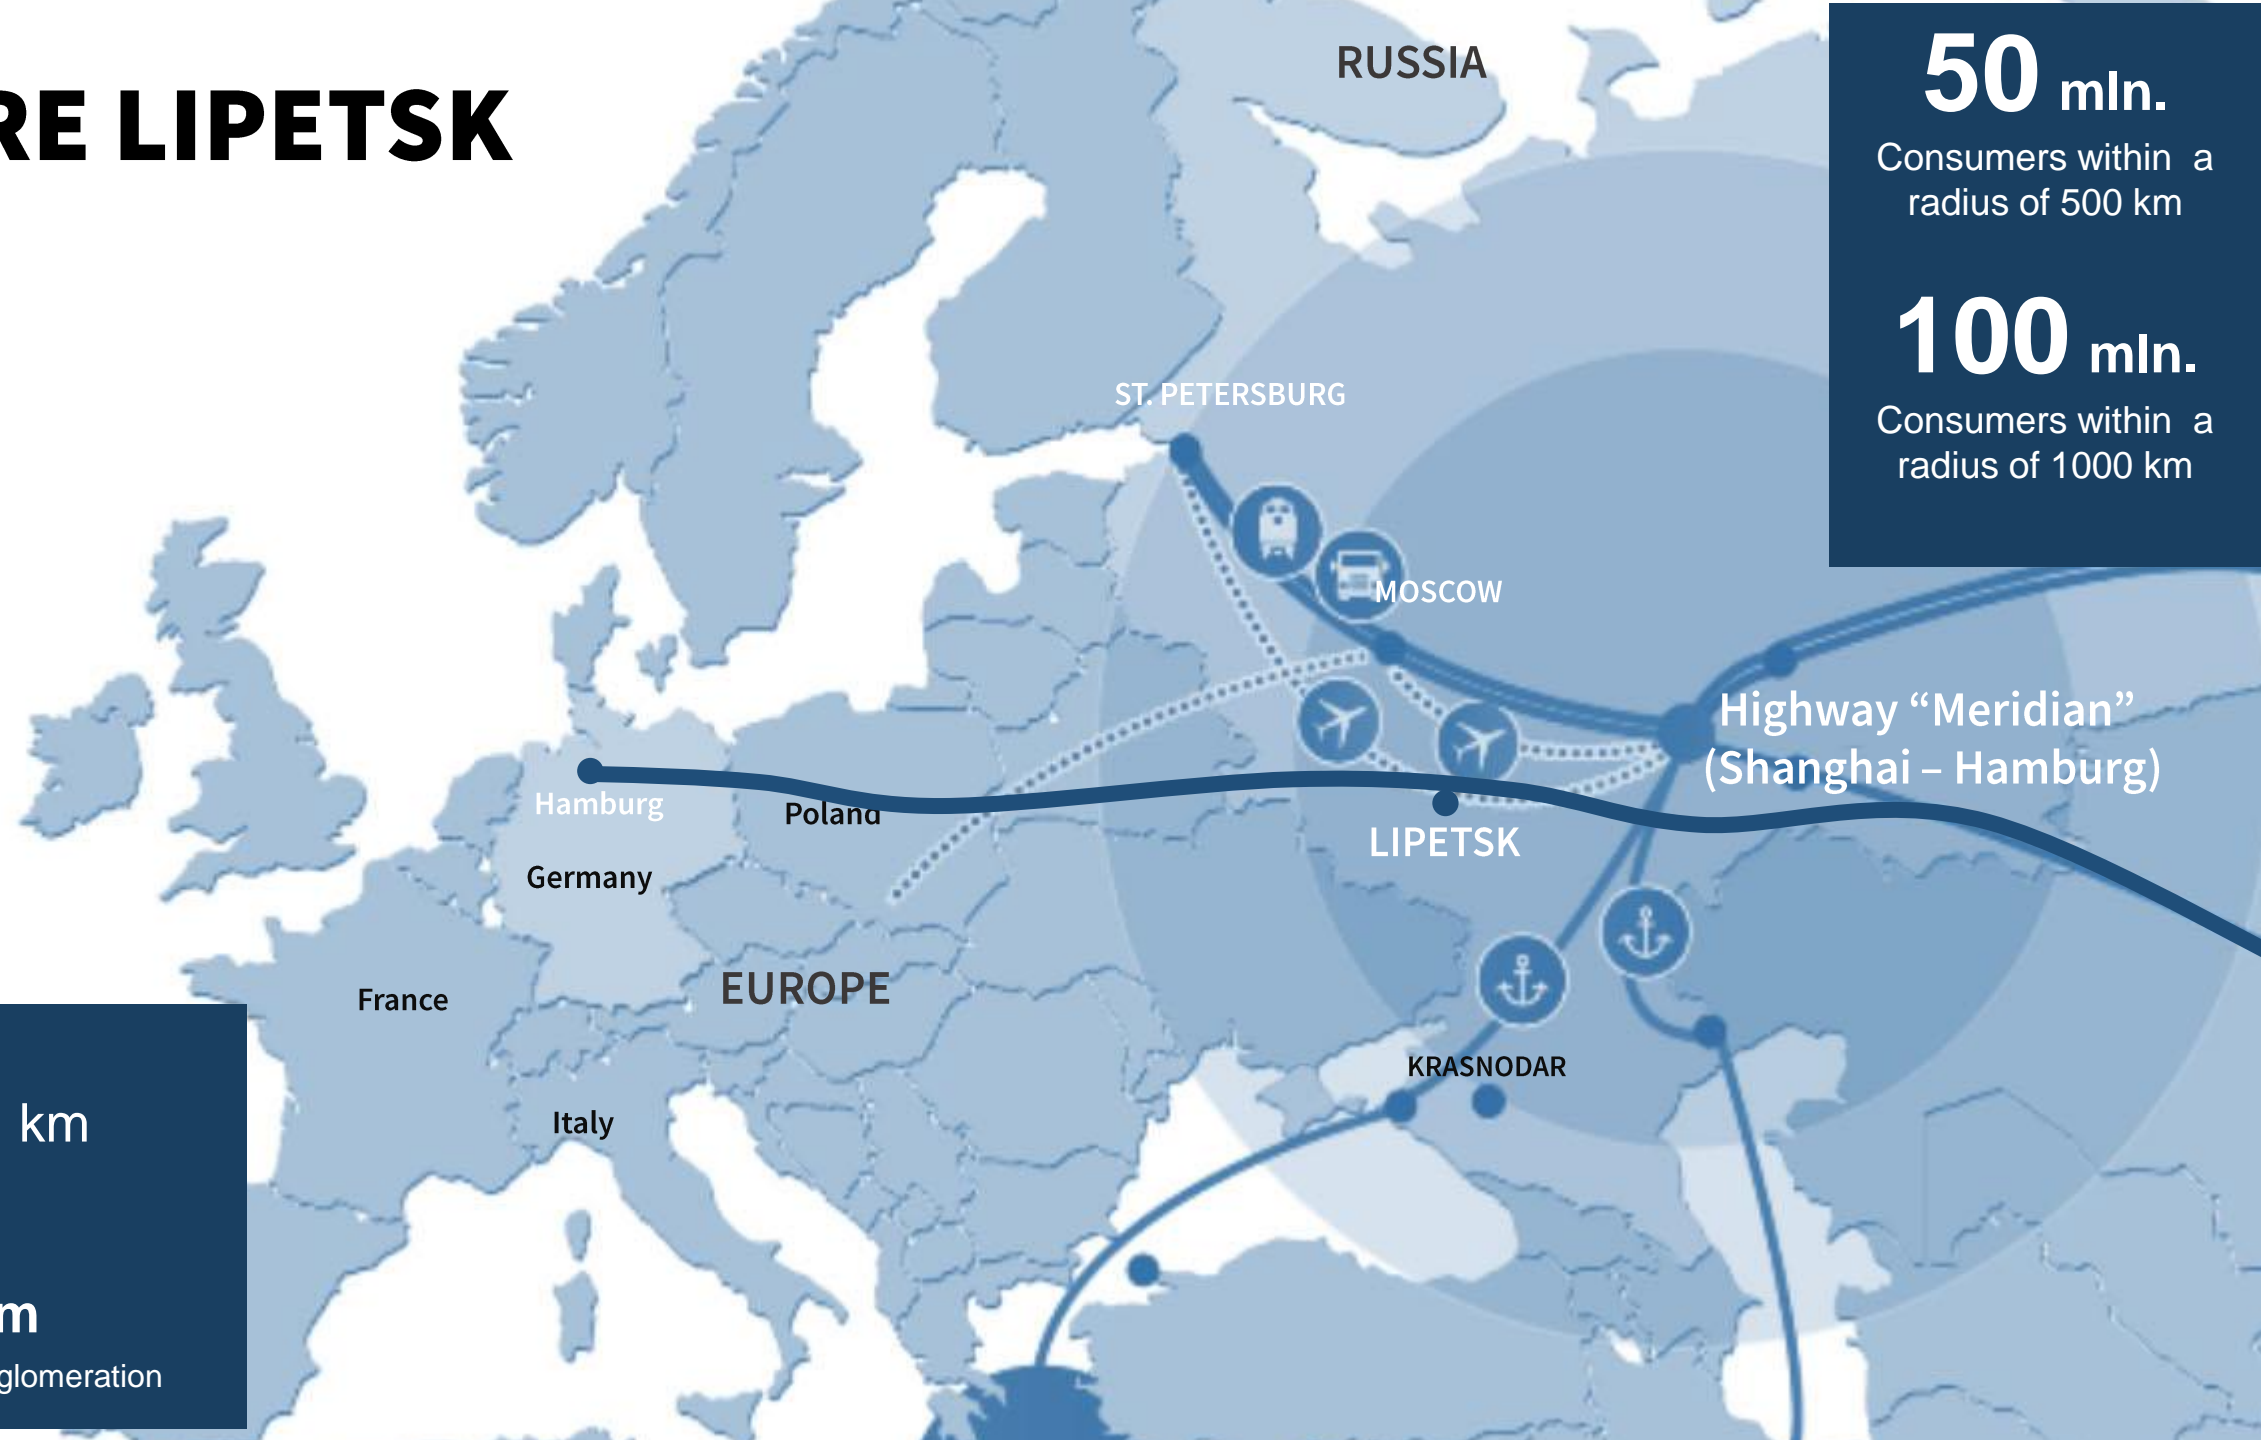 RE LIPETSK
RUSSIA
50 mln.
Consumers within a
radius of 500 km
100 mln.
Consumers within a
radius of 1000 km
ST. PETERSBURG
MOSCOW
Highway “Meridian”
(Shanghai – Hamburg)
Hamburg
Poland
LIPETSK
Germany
EUROPE
France
KRASNODAR
Italy
km
m
glomeration